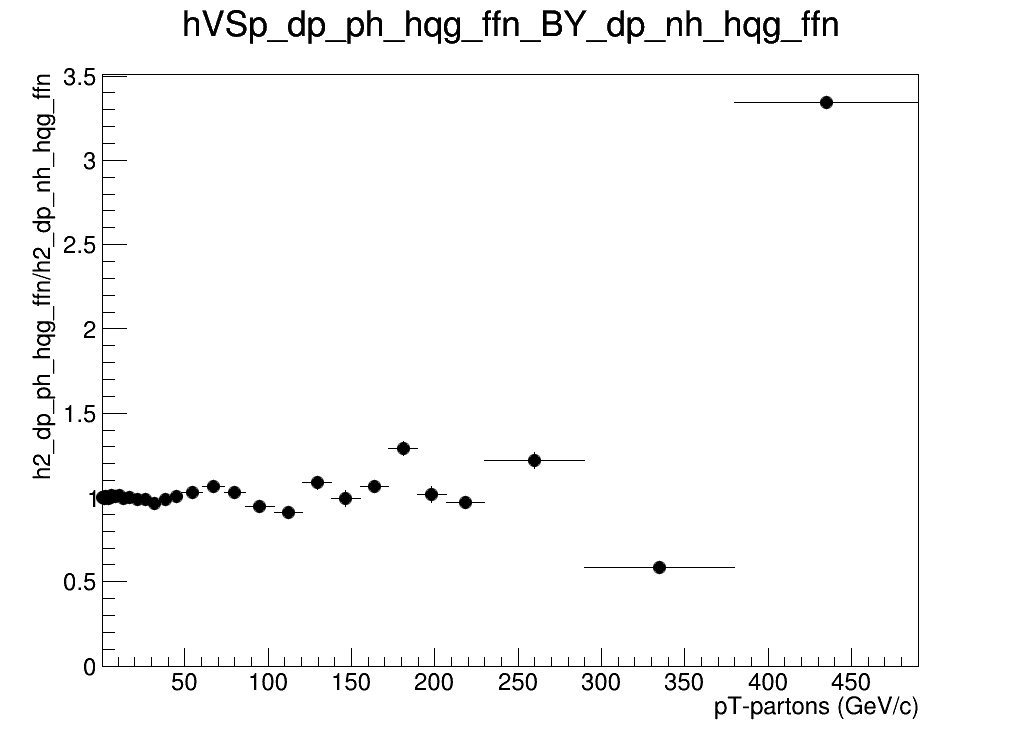 hVSp_dp_ph_hqg_ffn_BY_dp_nh_hqg_ffn
h2_dp_ph_hqg_ffn/h2_dp_nh_hqg_ffn
3.5
3
2.5
2
1.5
1
0.5
0
50 100 150 200 250 300 350 400 450
pT-partons (GeV/c)